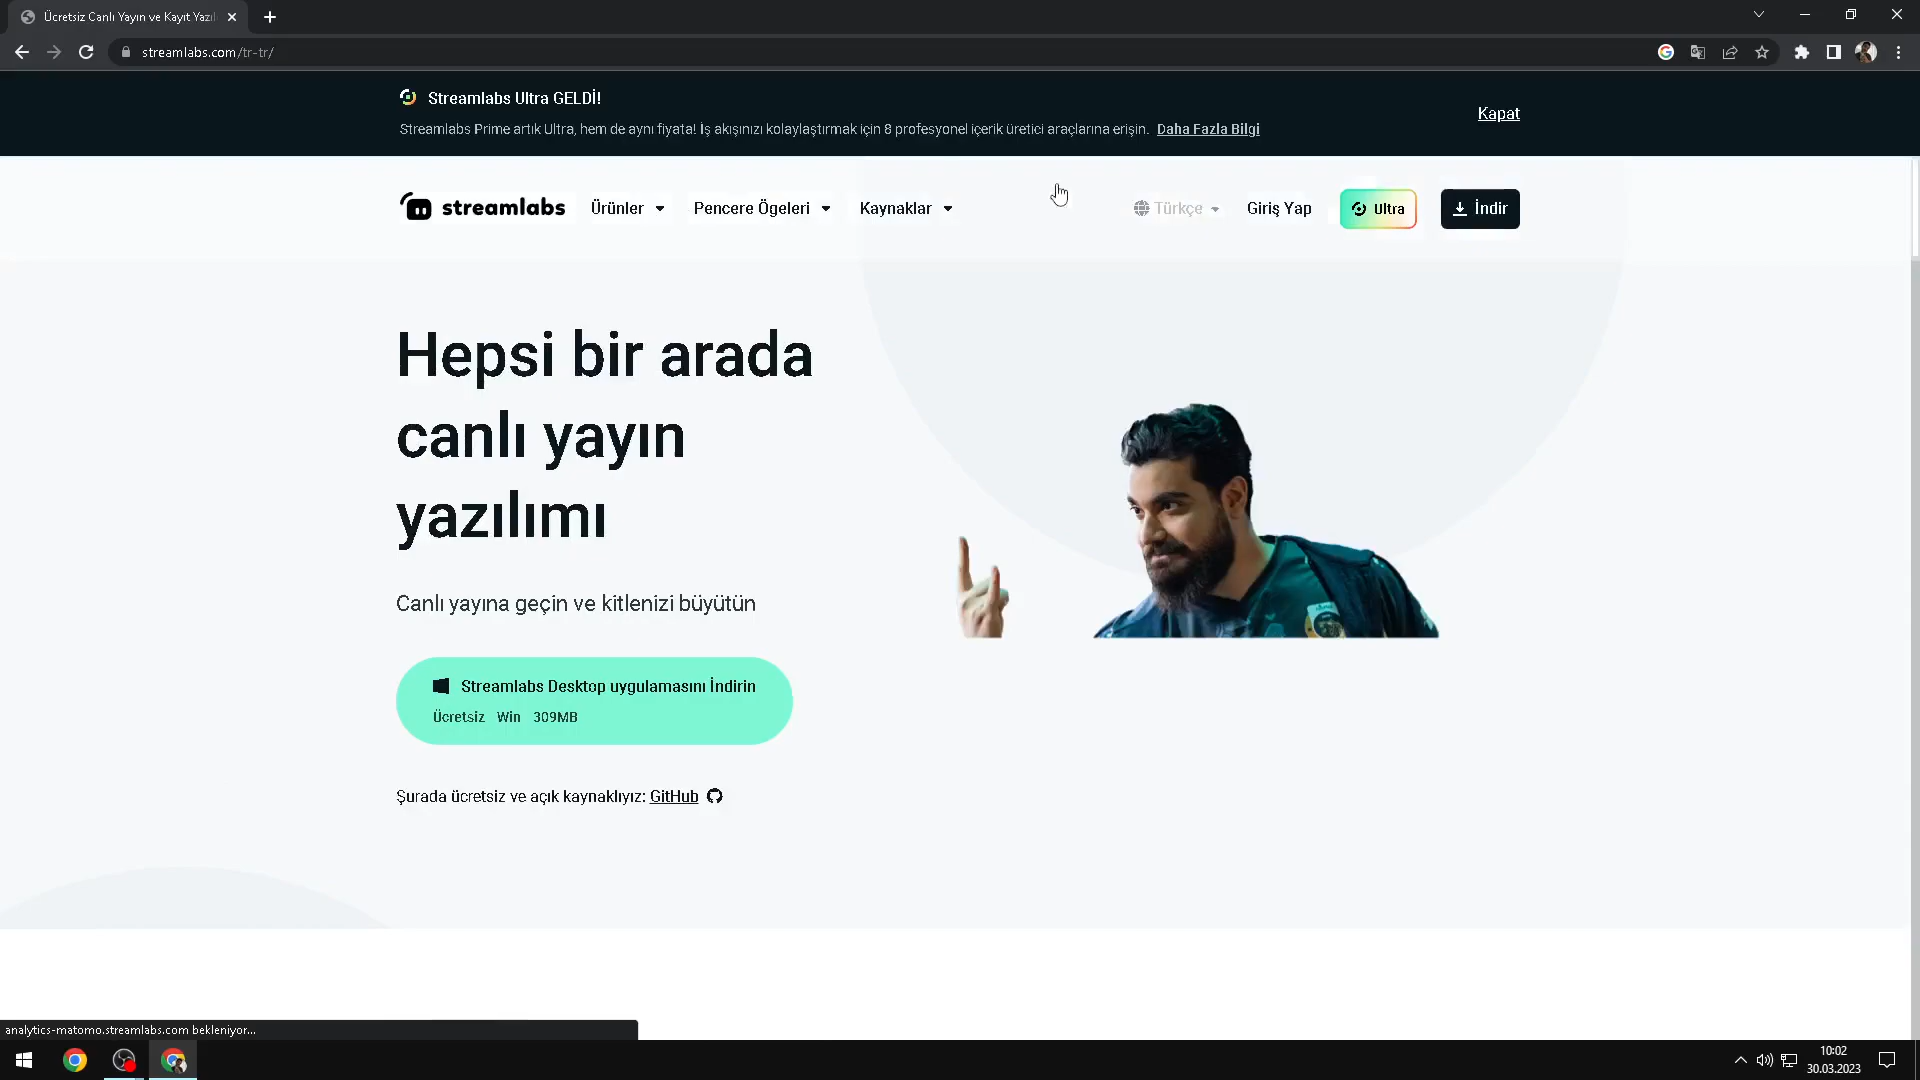 Ücretsiz Canlı Yayın ve Kayıt Yazıl
streamlabs.com/tr-tr/
Streamlabs Ultra GELDİ!
Streamlabs Prime artık Ultra, hem de aynı fiyata! İş akışınızı kolaylaştırmak için 8 profesyonel içerik üretici araçlarına erişin. Daha Fazla Bilgi
Kapat
streamlabs Ürünler Pencere Ögeleri Kaynaklar Türkçe Giriş Yap Ultra İndir
Hepsi bir arada
canlı yayın
yazılımı
Canlı yayına geçin ve kitlenizi büyütün
Streamlabs Desktop uygulamasını İndirin
Ücretsiz Win 309MB
Şurada ücretsiz ve açık kaynaklıyız: GitHub
analytics-matomo.streamlabs.com bekleniyor...
10:02
30.03.2023